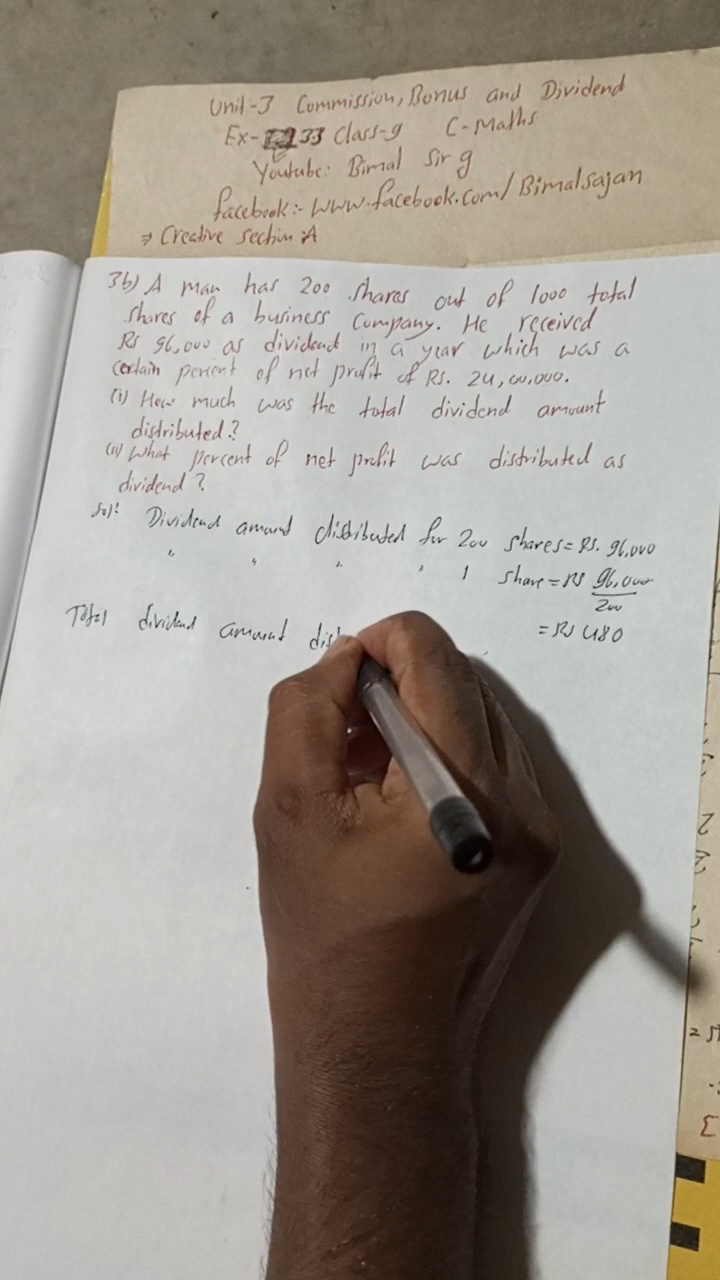 Unit-3 Commission, Bonus and Dividend
Ex- 33 Class-9 C-Maths
Youtube: Bimal Sir g
facebook:- www.facebook.com/Bimalsajan
⇒ Creative Section :A
3b) A man has 200 shares out of 1000 total
shares of a business Company. He received
Rs 96,000 as dividend in a year which was a
certain percent of net profit of Rs. 24,00,000.
(i) How much was the total dividend amount
distributed?
(ii) What percent of net profit was distributed as
dividend?
Sol: Dividend amount distributed for 200 shares = Rs. 96,000
" " " " 1 share = Rs 96,000
200
= Rs 480
Total dividend amount dist